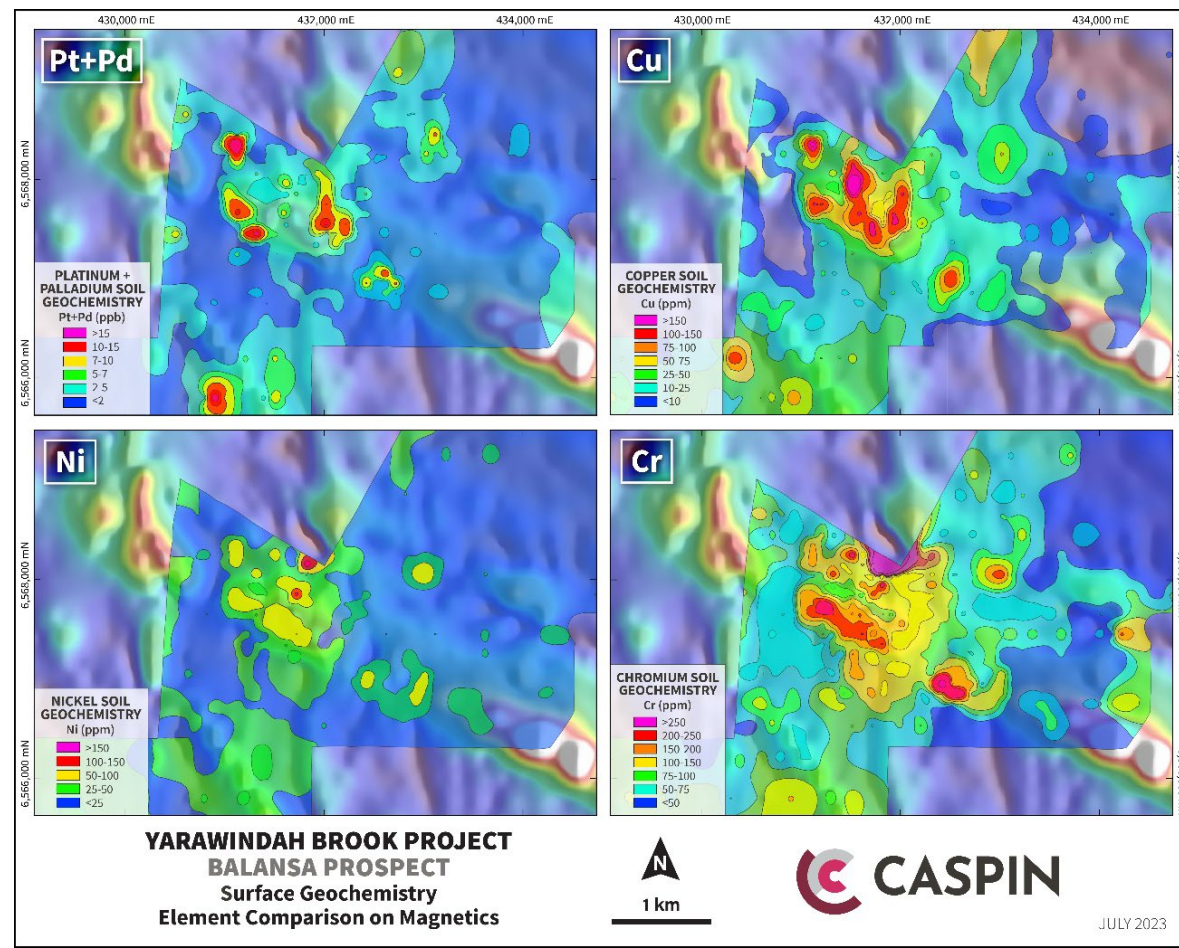 430,000 mE
432,000 mE
434,000 mE
430,000 mE
432,000 mE
434,000 mE
Pt+Pd
6,568,000 mN
6,566,000 mN
PLATINUM +
PALLADIUM SOIL
GEOCHEMISTRY
Pt+Pd (ppb)
>15
10-15
7-10
5-7
2-5
<2
Cu
COPPER SOIL
GEOCHEMISTRY
Cu (ppm)
>150
100-150
75-100
50 75
25-50
10-25
<10
Ni
6,568,000 mN
6,566,000 mN
NICKEL SOIL
GEOCHEMISTRY
Ni (ppm)
>150
100-150
50-100
25-50
<25
Cr
CHROMIUM SOIL
GEOCHEMISTRY
Cr (ppm)
>250
200-250
150 200
100-150
75-100
50-75
<50
YARAWINDAH BROOK PROJECT
BALANSA PROSPECT
Surface Geochemistry
Element Comparison on Magnetics
N
1 km
CASPIN
JULY 2023